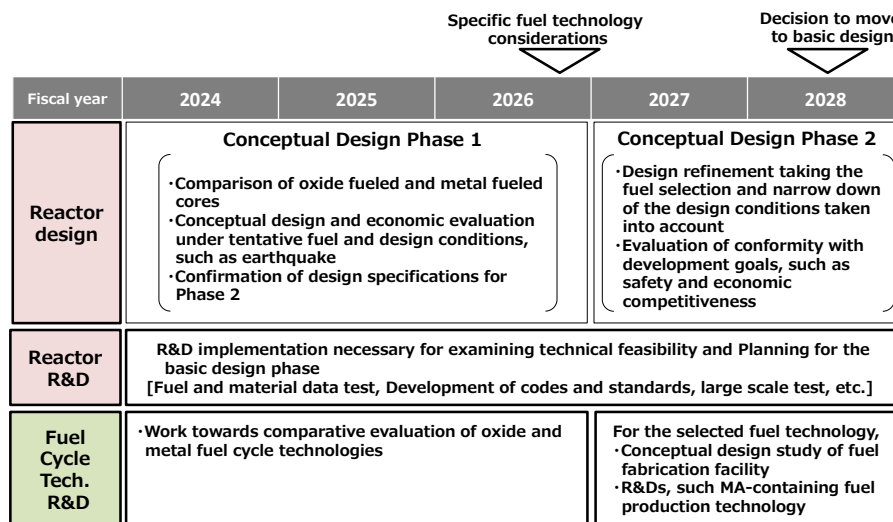 Specific fuel technology
considerations
Decision to move
to basic design
Fiscal year 2024 2025 2026 2027 2028
Reactor
design
Conceptual Design Phase 1
・Comparison of oxide fueled and metal fueled
cores
・Conceptual design and economic evaluation
under tentative fuel and design conditions,
such as earthquake
・Confirmation of design specifications for
Phase 2
Conceptual Design Phase 2
・Design refinement taking the
fuel selection and narrow down
of the design conditions taken
into account
・Evaluation of conformity with
development goals, such as
safety and economic
competitiveness
Reactor
R&D
R&D implementation necessary for examining technical feasibility and Planning for the
basic design phase
[Fuel and material data test, Development of codes and standards, large scale test, etc.]
Fuel
Cycle
Tech.
R&D
・Work towards comparative evaluation of oxide and
metal fuel cycle technologies
For the selected fuel technology,
・Conceptual design study of fuel
fabrication facility
・R&Ds, such MA-containing fuel
production technology